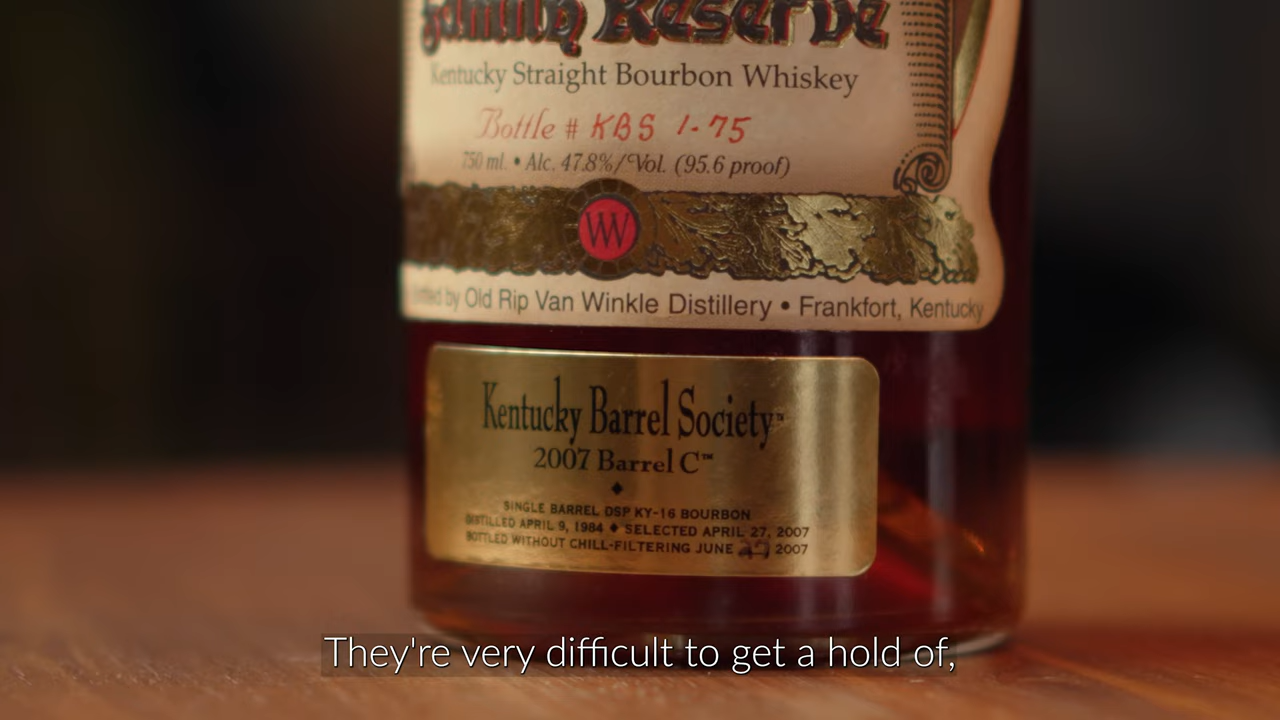 Family Reserve
Kentucky Straight Bourbon Whiskey
Bottle # KBS 1-75
750 ml. • Alc. 47.8%/Vol. (95.6 proof)
W
Bottled by Old Rip Van Winkle Distillery • Frankfort, Kentucky
Kentucky Barrel Society™
2007 Barrel C™
SINGLE BARREL DSP KY-16 BOURBON
DISTILLED APRIL 9, 1984 ♦ SELECTED APRIL 27, 2007
BOTTLED WITHOUT CHILL-FILTERING JUNE 2007
They're very difficult to get a hold of,